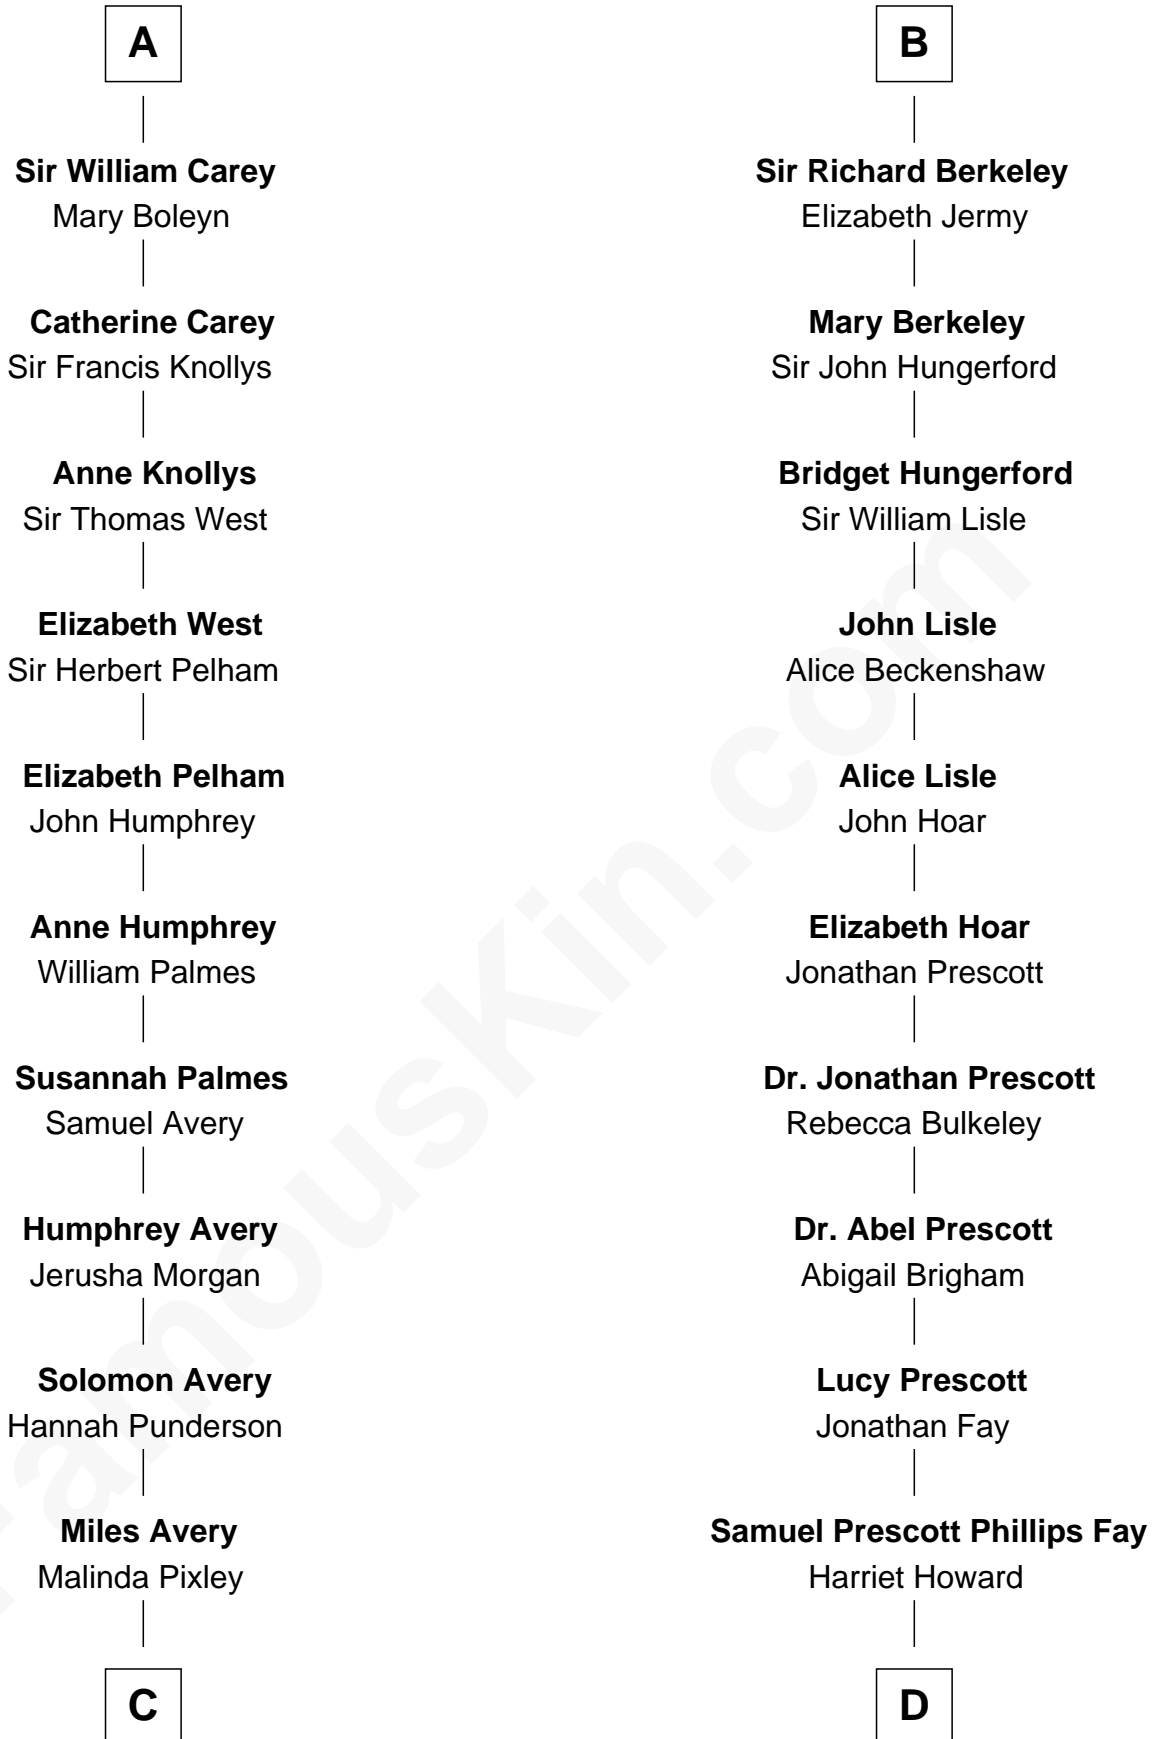 A
Sir William Carey
Mary Boleyn
Catherine Carey
Sir Francis Knollys
Anne Knollys
Sir Thomas West
Elizabeth West
Sir Herbert Pelham
Elizabeth Pelham
John Humphrey
Anne Humphrey
William Palmes
Susannah Palmes
Samuel Avery
Humphrey Avery
Jerusha Morgan
Solomon Avery
Hannah Punderson
Miles Avery
Malinda Pixley
C
B
Sir Richard Berkeley
Elizabeth Jermy
Mary Berkeley
Sir John Hungerford
Bridget Hungerford
Sir William Lisle
John Lisle
Alice Beckenshaw
Alice Lisle
John Hoar
Elizabeth Hoar
Jonathan Prescott
Dr. Jonathan Prescott
Rebecca Bulkeley
Dr. Abel Prescott
Abigail Brigham
Lucy Prescott
Jonathan Fay
Samuel Prescott Phillips Fay
Harriet Howard
D
FamousKin.com